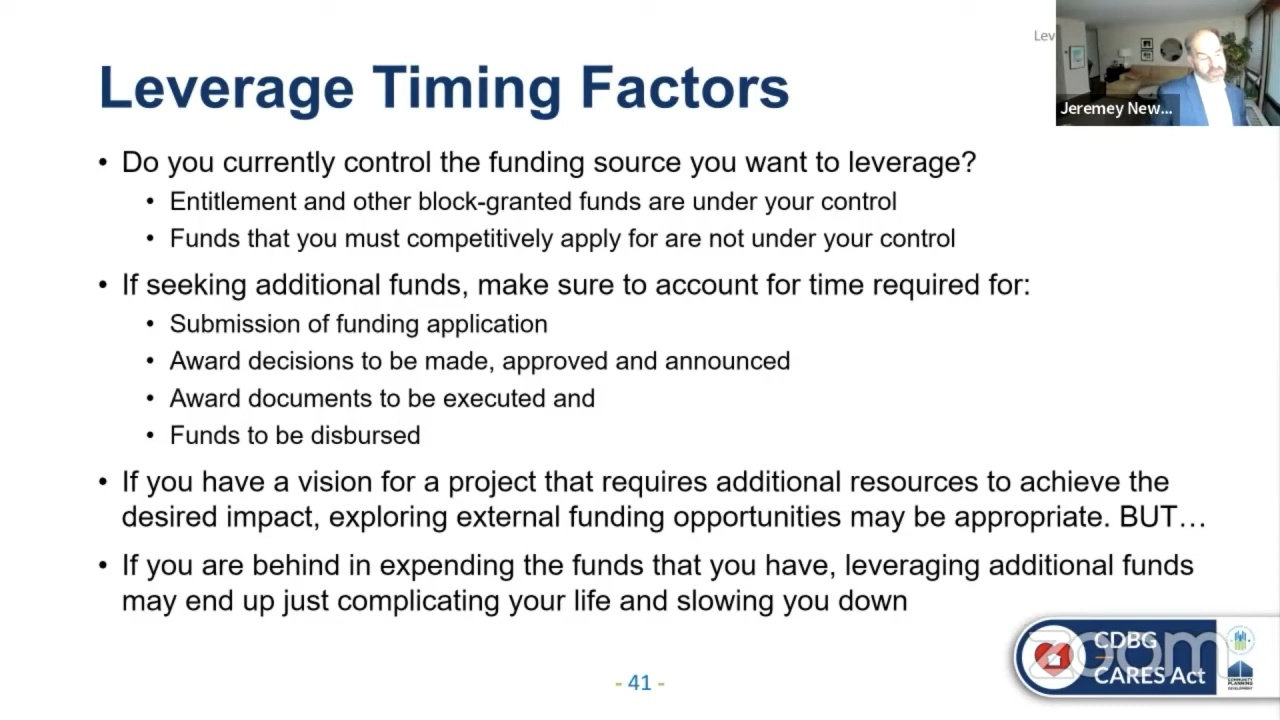 Lev
Jeremey New...
Leverage Timing Factors
• Do you currently control the funding source you want to leverage?
• Entitlement and other block-granted funds are under your control
• Funds that you must competitively apply for are not under your control
• If seeking additional funds, make sure to account for time required for:
• Submission of funding application
• Award decisions to be made, approved and announced
• Award documents to be executed and
• Funds to be disbursed
• If you have a vision for a project that requires additional resources to achieve the
desired impact, exploring external funding opportunities may be appropriate. BUT…
• If you are behind in expending the funds that you have, leveraging additional funds
may end up just complicating your life and slowing you down
- 41 -
CDBG
CARES Act
zoom
COMMUNITY
PLANNING
DEVELOPMENT